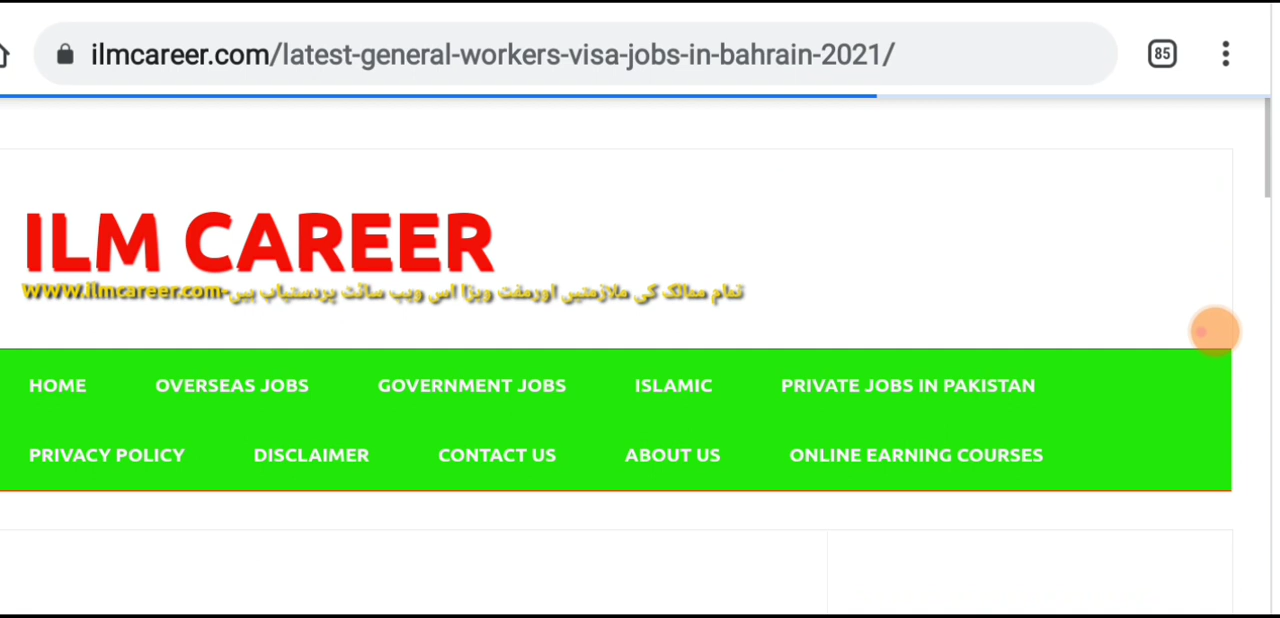 ilmcareer.com/latest-general-workers-visa-jobs-in-bahrain-2021/
85
ILM CAREER
تمام ممالک کی ملازمتیں اورمفت ویزا اس ویب سائٹ پردستیاب ہیں-www.ilmcareer.com
HOME OVERSEAS JOBS GOVERNMENT JOBS ISLAMIC PRIVATE JOBS IN PAKISTAN
PRIVACY POLICY DISCLAIMER CONTACT US ABOUT US ONLINE EARNING COURSES